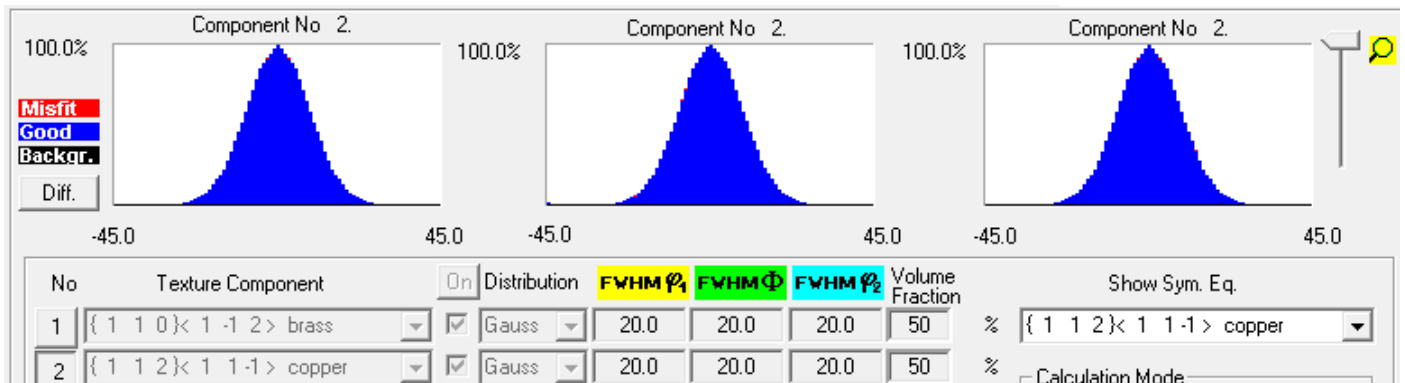 Component No 2. Component No 2. Component No 2.
100.0% 100.0% 100.0%
Misfit
Good
Backgr.
Diff.
-45.0 45.0 -45.0 45.0 -45.0 45.0
No Texture Component On Distribution FWHM φ1 FWHM Φ FWHM φ2 Volume Fraction Show Sym. Eq.
1 { 1 1 0}< 1 -1 2> brass Gauss 20.0 20.0 20.0 50 % { 1 1 2}< 1 1 -1> copper
2 { 1 1 2}< 1 1 -1> copper Gauss 20.0 20.0 20.0 50 %
Calculation Mode